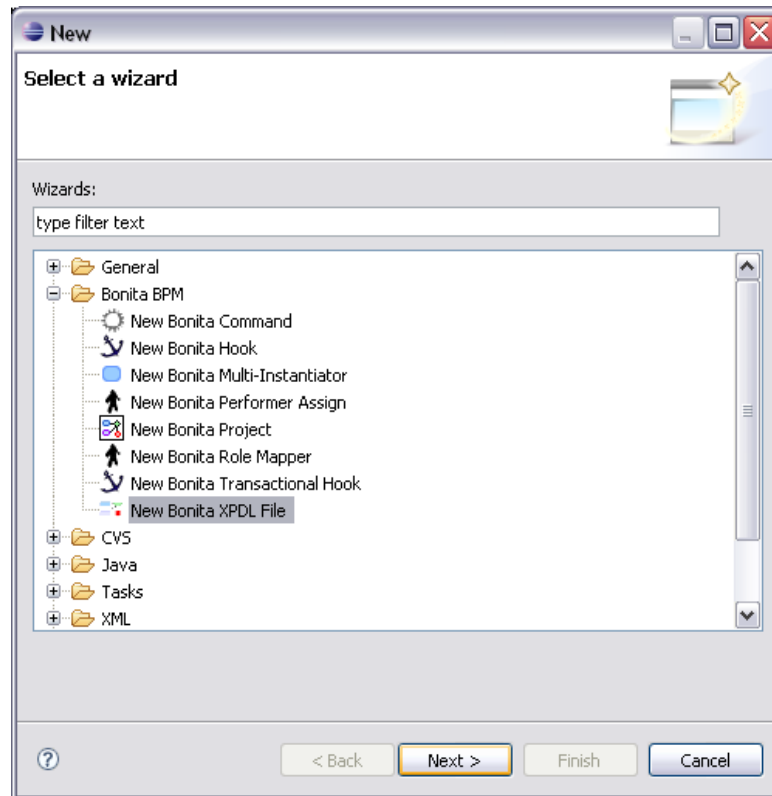 New
Select a wizard
Wizards:
type filter text
General
Bonita BPM
New Bonita Command
New Bonita Hook
New Bonita Multi-Instantiator
New Bonita Performer Assign
New Bonita Project
New Bonita Role Mapper
New Bonita Transactional Hook
New Bonita XPDL File
CVS
Java
Tasks
XML
? < Back Next > Finish Cancel